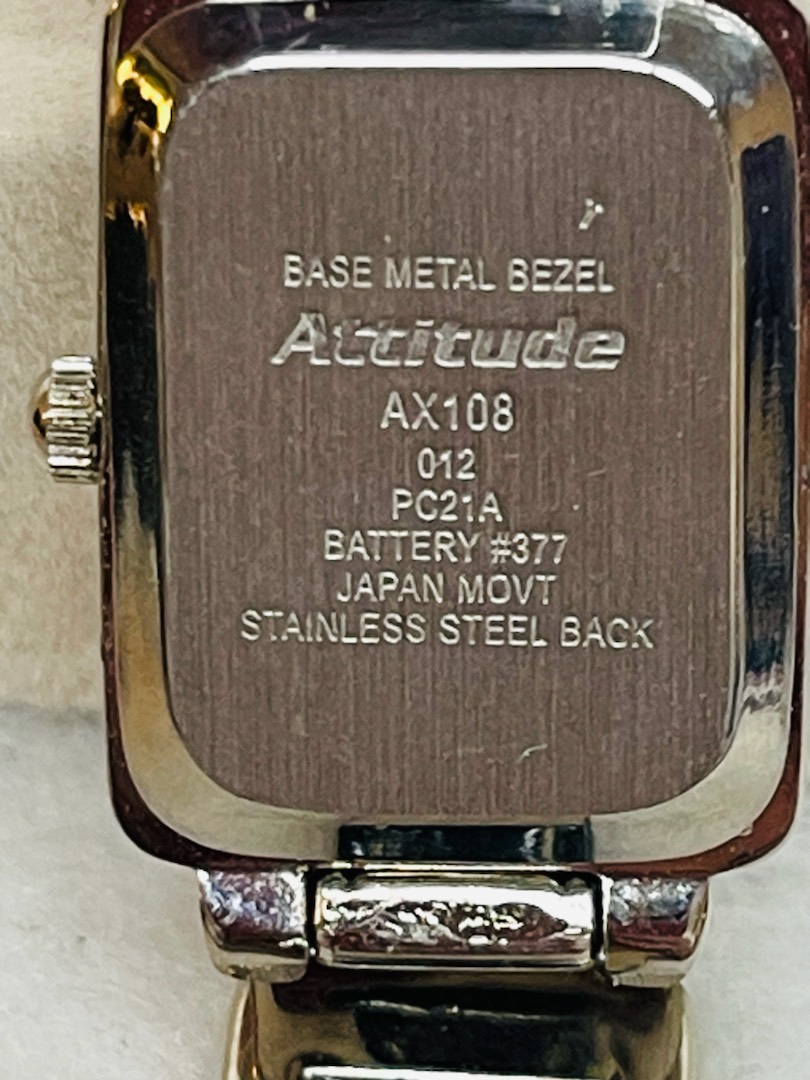 BASE METAL BEZEL
Attitude
AX108
012
PC21A
BATTERY #377
JAPAN MOVT
STAINLESS STEEL BACK